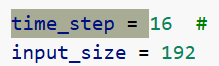 time_step = 16  #
input_size = 192